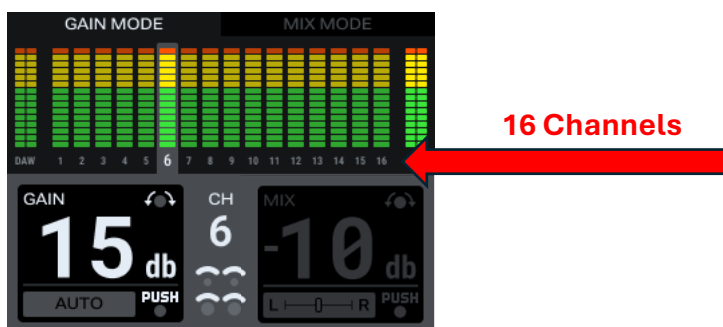 GAIN MODE MIX MODE
16 Channels
DAW 1 2 3 4 5 6 7 8 9 10 11 12 13 14 15 16
GAIN CH MIX
15 db 6 -10 db
AUTO PUSH L R PUSH